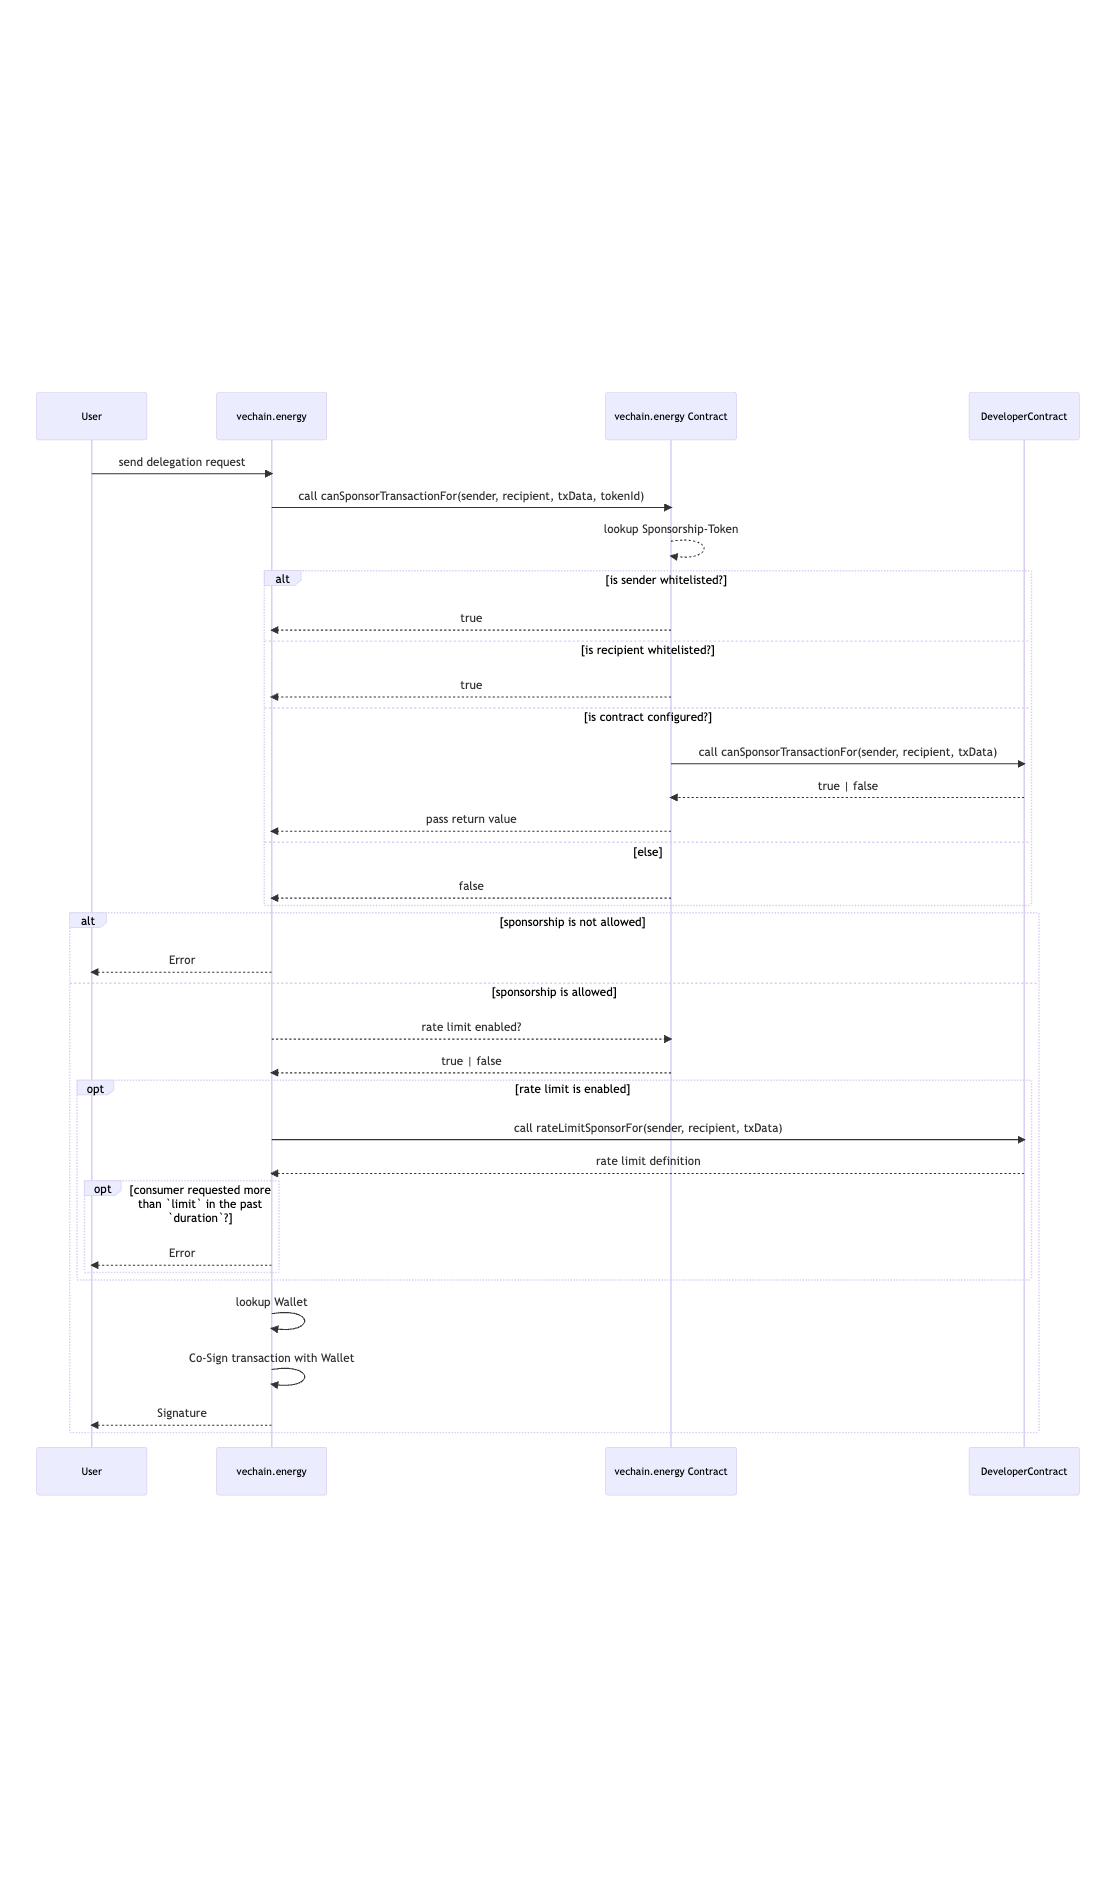 User
vechain.energy
vechain.energy Contract
DeveloperContract
send delegation request
call canSponsorTransactionFor(sender, recipient, txData, tokenId)
lookup Sponsorship-Token
alt
[is sender whitelisted?]
true
[is recipient whitelisted?]
true
[is contract configured?]
call canSponsorTransactionFor(sender, recipient, txData)
true | false
pass return value
[else]
false
alt
[sponsorship is not allowed]
Error
[sponsorship is allowed]
rate limit enabled?
true | false
opt
[rate limit is enabled]
call rateLimitSponsorFor(sender, recipient, txData)
rate limit definition
opt
[consumer requested more
than `limit` in the past
`duration`?]
Error
lookup Wallet
Co-Sign transaction with Wallet
Signature
User
vechain.energy
vechain.energy Contract
DeveloperContract